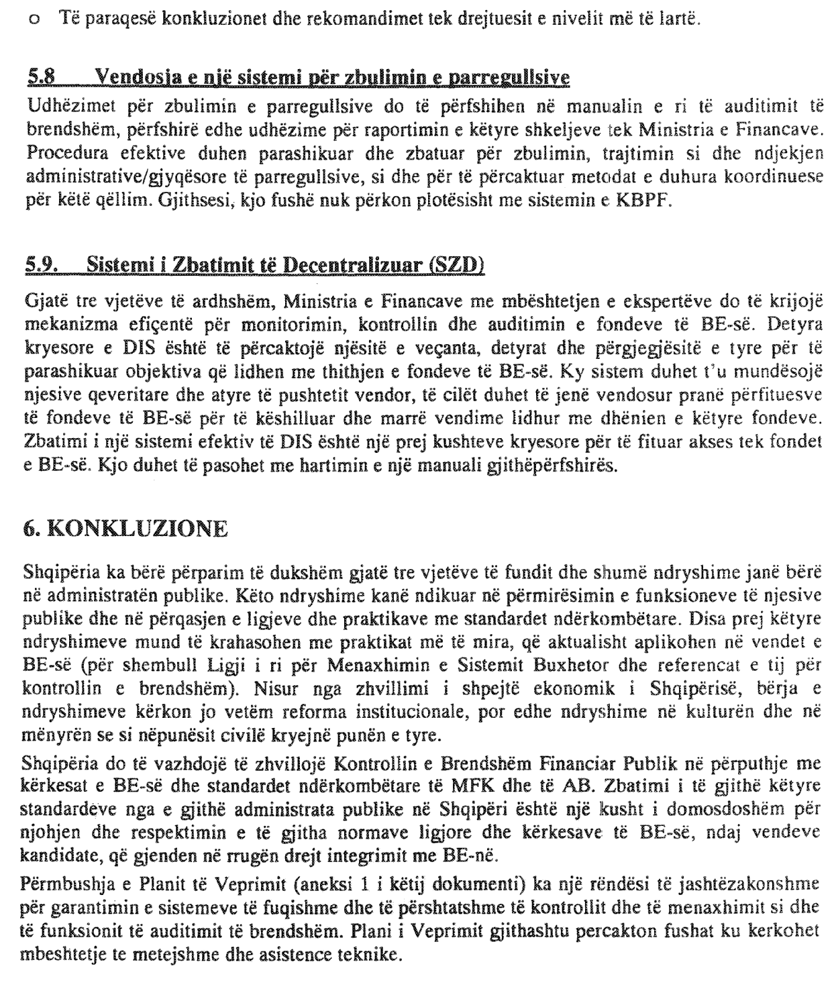 o Të paraqesë konkluzionet dhe rekomandimet tek drejtuesit e nivelit më të lartë.
5.8 Vendosja e një sistemi për zbulimin e parregullsive
Udhëzimet për zbulimin e parregullsive do të përfshihen në manualin e ri të auditimit të
brendshëm, përfshirë edhe udhëzime për raportimin e këtyre shkeljeve tek Ministria e Financave.
Procedura efektive duhen parashikuar dhe zbatuar për zbulimin, trajtimin si dhe ndjekjen
administrative/gjyqësore të parregullsive, si dhe për të përcaktuar metodat e duhura koordinuese
për këtë qëllim. Gjithsesi, kjo fushë nuk përkon plotësisht me sistemin e KBPF.
5.9. Sistemi i Zbatimit të Decentralizuar (SZD)
Gjatë tre vjetëve të ardhshëm, Ministria e Financave me mbështetjen e ekspertëve do të krijojë
mekanizma efiçentë për monitorimin, kontrollin dhe auditimin e fondeve të BE-së. Detyra
kryesore e DIS është të përcaktojë njësitë e veçanta, detyrat dhe përgjegjësitë e tyre për të
parashikuar objektiva që lidhen me thithjen e fondeve të BE-së. Ky sistem duhet t'u mundësojë
njesive qeveritare dhe atyre të pushtetit vendor, të cilët duhet të jenë vendosur pranë përfituesve
të fondeve të BE-së për të këshilluar dhe marrë vendime lidhur me dhënien e këtyre fondeve.
Zbatimi i një sistemi efektiv të DIS është një prej kushteve kryesore për të fituar akses tek fondet
e BE-së. Kjo duhet të pasohet me hartimin e një manuali gjithëpërfshirës.
6. KONKLUZIONE
Shqipëria ka bërë përparim të dukshëm gjatë tre vjetëve të fundit dhe shumë ndryshime janë bërë
në administratën publike. Këto ndryshime kanë ndikuar në përmirësimin e funksioneve të njesive
publike dhe në përqasjen e ligjeve dhe praktikave me standardet ndërkombëtare. Disa prej këtyre
ndryshimeve mund të krahasohen me praktikat më të mira, që aktualisht aplikohen në vendet e
BE-së (për shembull Ligji i ri për Menaxhimin e Sistemit Buxhetor dhe referencat e tij për
kontrollin e brendshëm). Nisur nga zhvillimi i shpejtë ekonomik i Shqipërisë, bërja e
ndryshimeve kërkon jo vetëm reforma institucionale, por edhe ndryshime në kulturën dhe në
mënyrën se si nëpunësit civilë kryejnë punën e tyre.
Shqipëria do të vazhdojë të zhvillojë Kontrollin e Brendshëm Financiar Publik në përputhje me
kërkesat e BE-së dhe standardet ndërkombëtare të MFK dhe të AB. Zbatimi i të gjithë këtyre
standardeve nga e gjithë administrata publike në Shqipëri është një kusht i domosdoshëm për
njohjen dhe respektimin e të gjitha normave ligjore dhe kërkesave të BE-së, ndaj vendeve
kandidate, që gjenden në rrugën drejt integrimit me BE-në.
Përmbushja e Planit të Veprimit (aneksi 1 i këtij dokumenti) ka një rëndësi të jashtëzakonshme
për garantimin e sistemeve të fuqishme dhe të përshtatshme të kontrollit dhe të menaxhimit si dhe
të funksionit të auditimit të brendshëm. Plani i Veprimit gjithashtu percakton fushat ku kerkohet
mbeshtetje te metejshme dhe asistence teknike.